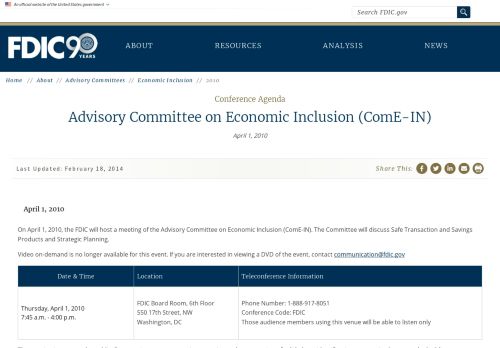 An official website of the United States government
Search FDIC.gov
FDIC 90 YEARS
ABOUT RESOURCES ANALYSIS NEWS
Home // About // Advisory Committees // Economic Inclusion // 2010
Conference Agenda
Advisory Committee on Economic Inclusion (ComE-IN)
April 1, 2010
Last Updated: February 18, 2014
Share This:
April 1, 2010
On April 1, 2010, the FDIC will host a meeting of the Advisory Committee on Economic Inclusion (ComE-IN). The Committee will discuss Safe Transaction and Savings
Products and Strategic Planning.
Video on-demand is no longer available for this event. If you are interested in viewing a DVD of the event, contact communication@fdic.gov
Date & Time Location Teleconference Information
Thursday, April 1, 2010
7:45 a.m. - 4:00 p.m.
FDIC Board Room, 6th Floor
550 17th Street, NW
Washington, DC
Phone Number: 1-888-917-8051
Conference Code: FDIC
Those audience members using this venue will be able to listen only